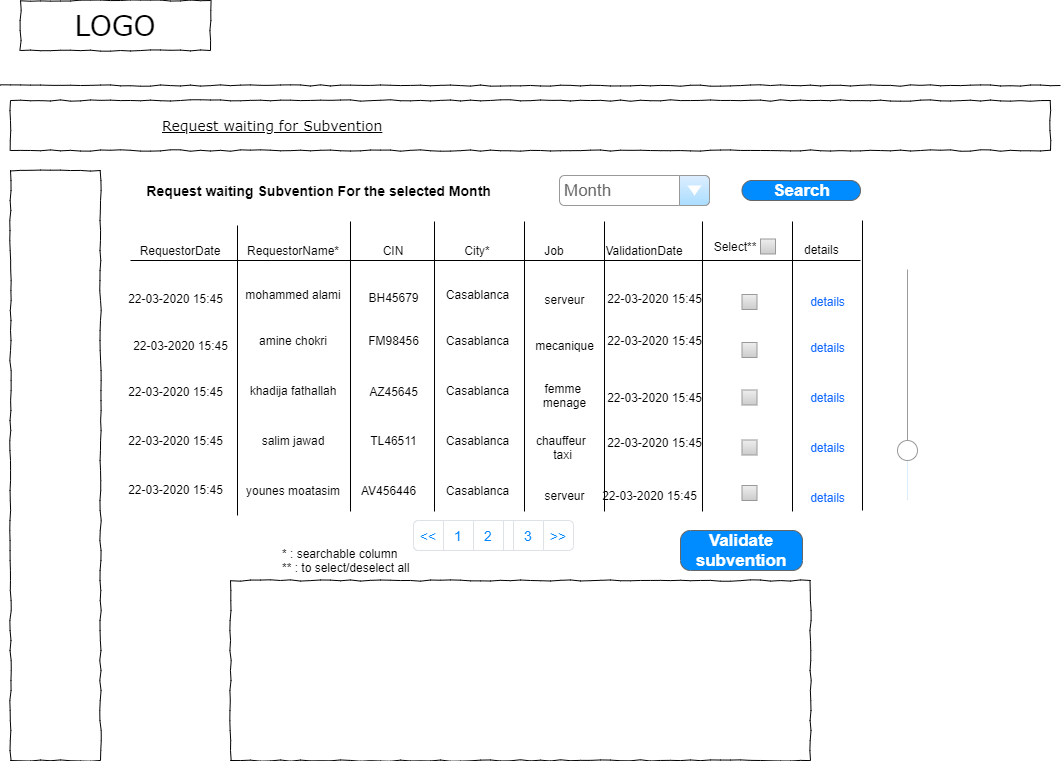 LOGO
Request waiting for Subvention
Request waiting Subvention For the selected Month
Month
Search
RequestorDate RequestorName* CIN City* Job ValidationDate Select** details
22-03-2020 15:45 mohammed alami BH45679 Casablanca serveur 22-03-2020 15:45 details
22-03-2020 15:45 amine chokri FM98456 Casablanca mecanique 22-03-2020 15:45 details
22-03-2020 15:45 khadija fathallah AZ45645 Casablanca femme menage 22-03-2020 15:45 details
22-03-2020 15:45 salim jawad TL46511 Casablanca chauffeur taxi 22-03-2020 15:45 details
22-03-2020 15:45 younes moatasim AV456446 Casablanca serveur 22-03-2020 15:45 details
<< 1 2 3 >>
Validate
subvention
* : searchable column
** : to select/deselect all